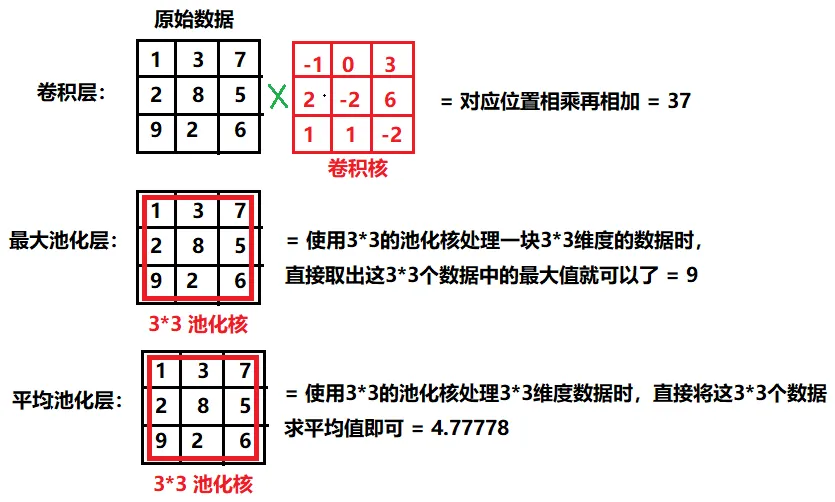 原始数据
1 3 7 -1 0 3
卷积层： 2 8 5 × 2 -2 6 = 对应位置相乘再相加 = 37
9 2 6 1 1 -2
卷积核
1 3 7
最大池化层： 2 8 5 = 使用3*3的池化核处理一块3*3维度的数据时，
9 2 6 直接取出这3*3个数据中的最大值就可以了 = 9
3*3 池化核
1 3 7
平均池化层： 2 8 5 = 使用3*3的池化核处理3*3维度数据时，直接将这3*3个数据
9 2 6 求平均值即可 = 4.77778
3*3 池化核